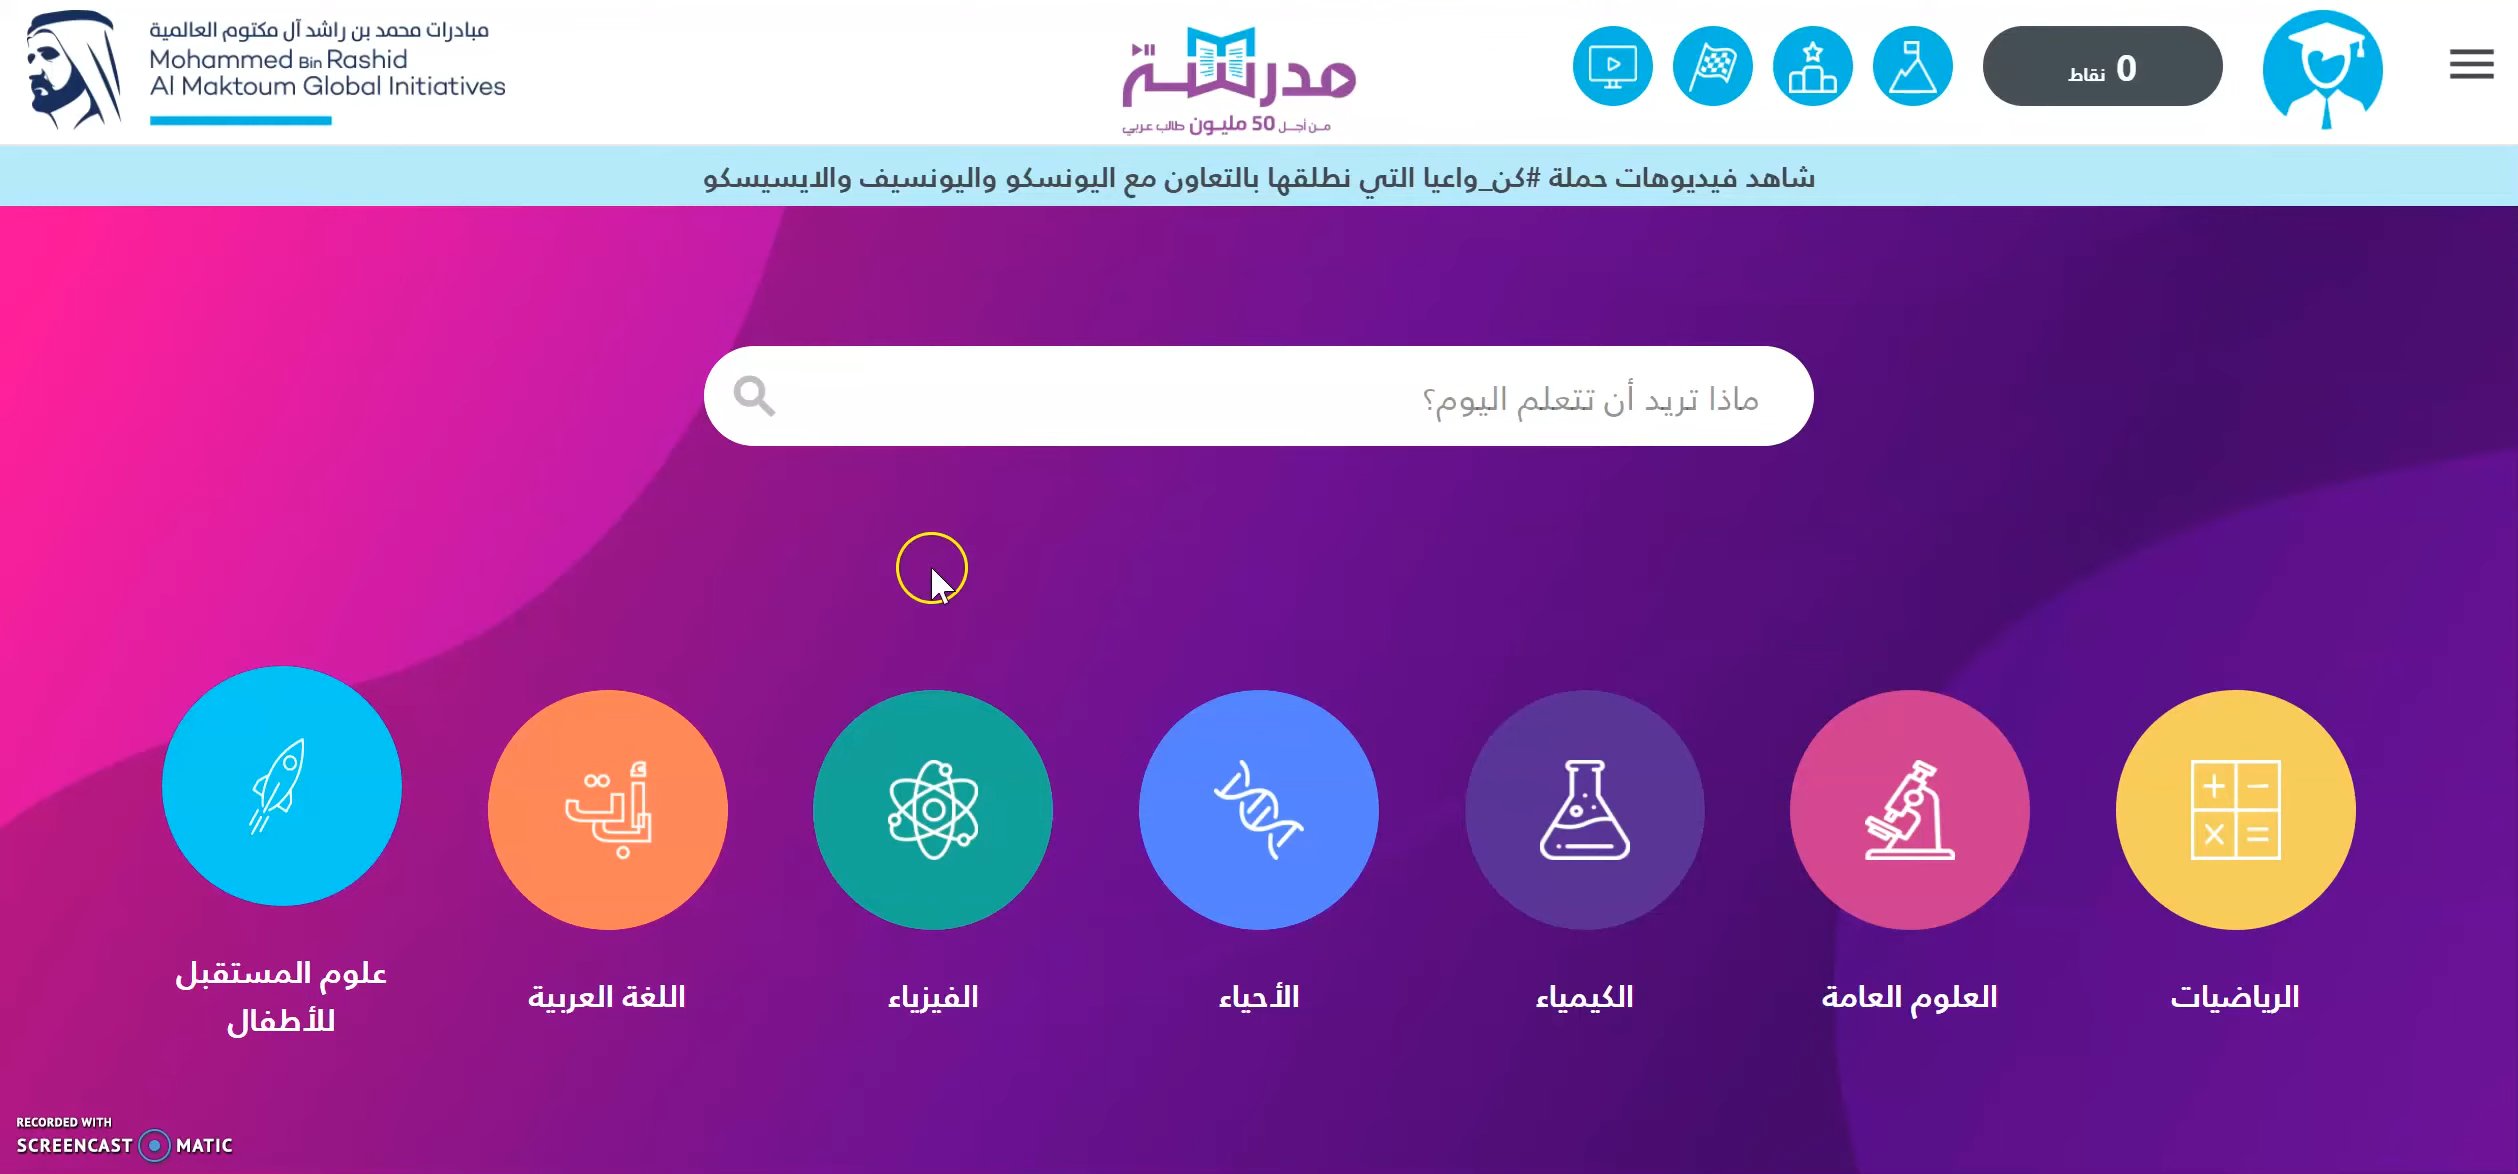 مبادرات محمد بن راشد آل مكتوم العالمية
Mohammed Bin Rashid
Al Maktoum Global Initiatives
مدرسة
من أجل 50 مليون طالب عربي
0 نقاط
شاهد فيديوهات حملة #كن_واعيا التي نطلقها بالتعاون مع اليونسكو واليونسيف والايسيسكو
ماذا تريد أن تتعلم اليوم؟
أ ب ت
الرياضيات
العلوم العامة
الكيمياء
الأحياء
الفيزياء
اللغة العربية
علوم المستقبل
للأطفال
RECORDED WITH
SCREENCAST MATIC